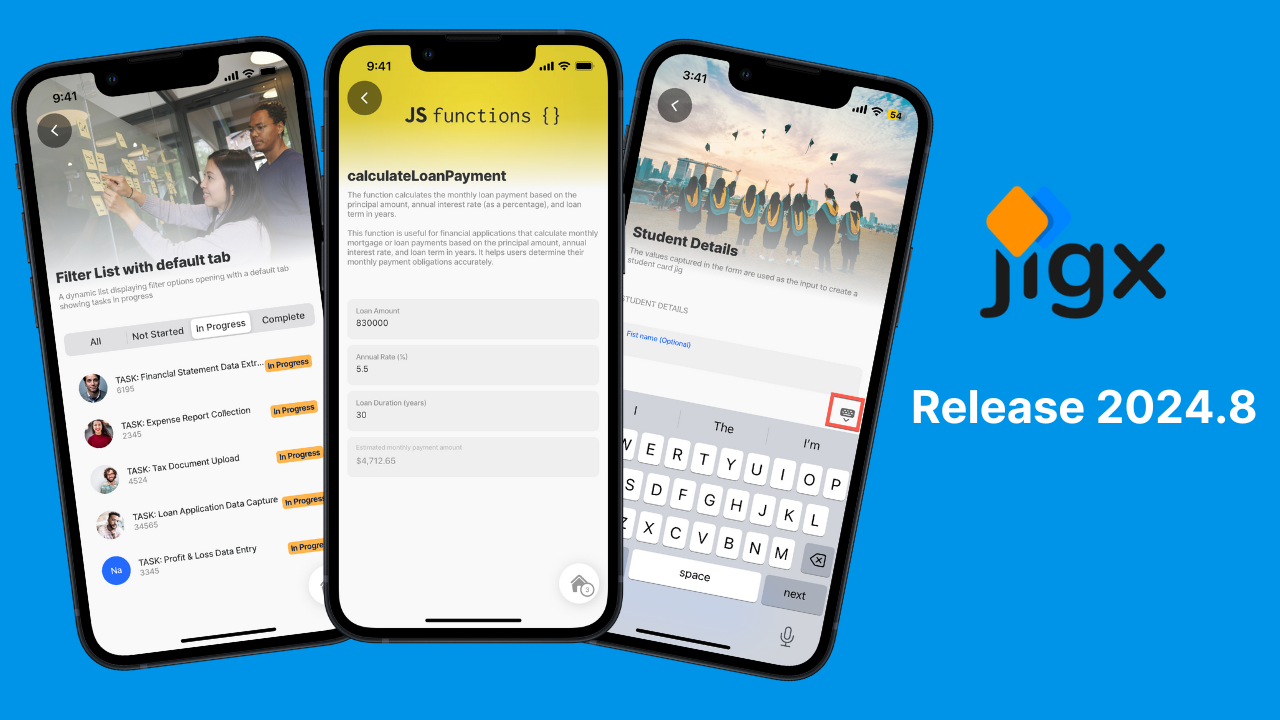 9:41
Filter List with default tab
A dynamic list displaying filter options opening with a default tab
showing tasks in progress
All
Not Started
In Progress
Complete
TASK: Financial Statement Data Extr...
In Progress
6195
TASK: Expense Report Collection
In Progress
2345
TASK: Tax Document Upload
In Progress
4524
TASK: Loan Application Data Capture
In Progress
34565
Na
TASK: Profit & Loss Data Entry
In Progre
3345
9:41
JS functions {}
calculateLoanPayment
The function calculates the monthly loan payment based on the
principal amount, annual interest rate (as a percentage), and loan
term in years.
This function is useful for financial applications that calculate monthly
mortgage or loan payments based on the principal amount, annual
interest rate, and loan term in years. It helps users determine their
monthly payment obligations accurately.
Loan Amount
830000
Annual Rate (%)
5.5
Loan Duration (years)
30
Estimated monthly payment amount
$4,712.65
3
3:41
54
Student Details
The values captured in the form are used as the input to create a
student card jig
STUDENT DETAILS
Fist name (Optional)
I
The
I'm
W E R T Y U I O P
S D F G H J K L
Z X C V B N M
space
next
jigx
Release 2024.8